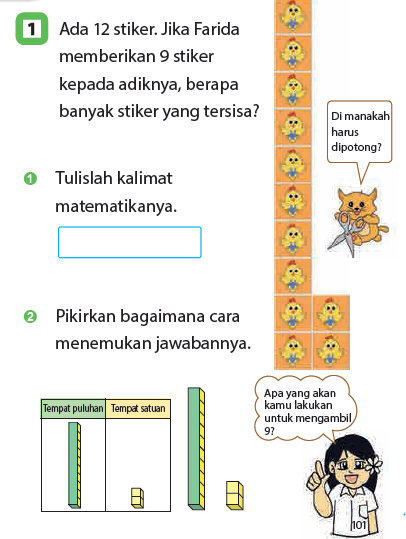 1 Ada 12 stiker. Jika Farida
memberikan 9 stiker
kepada adiknya, berapa
banyak stiker yang tersisa?
Di manakah
harus
dipotong?
1 Tulislah kalimat
matematikanya.
2 Pikirkan bagaimana cara
menemukan jawabannya.
Tempat puluhan Tempat satuan
Apa yang akan
kamu lakukan
untuk mengambil
9?
101